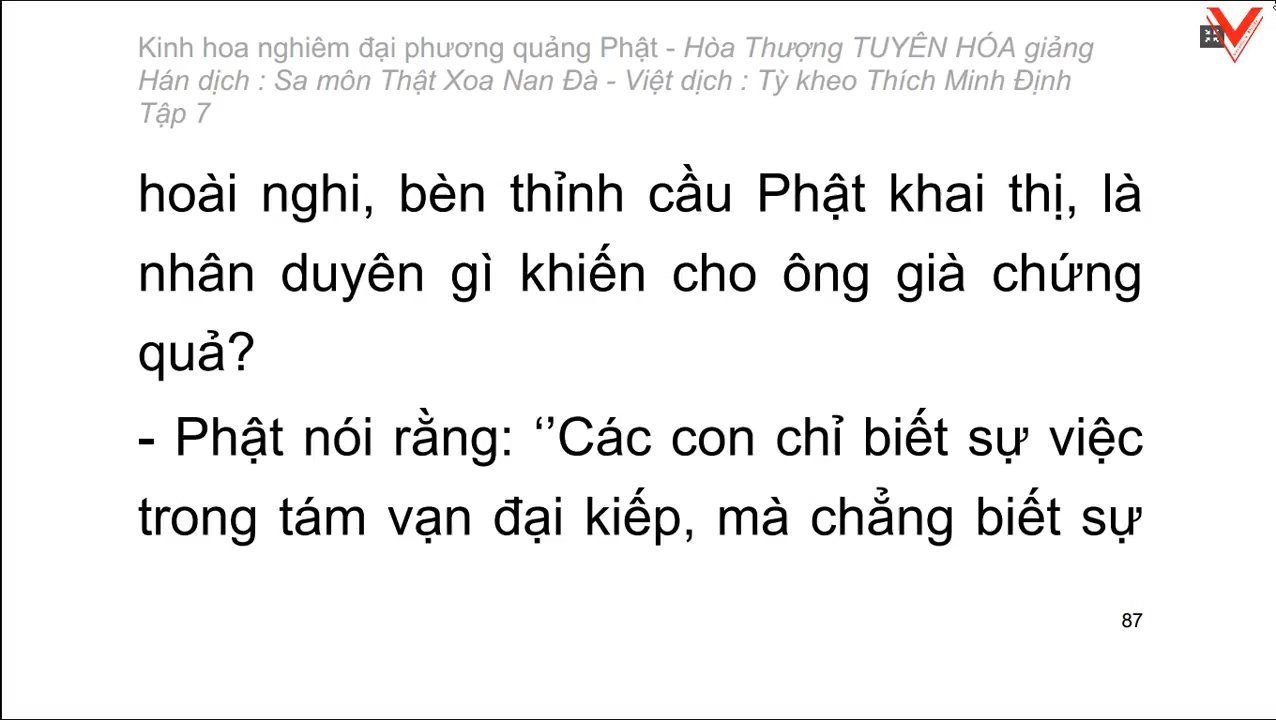 Kinh hoa nghiêm đại phương quảng Phật - Hòa Thượng TUYÊN HÓA giảng
Hán dịch : Sa môn Thật Xoa Nan Đà - Việt dịch : Tỳ kheo Thích Minh Định
Tập 7
hoài nghi, bèn thỉnh cầu Phật khai thị, là
nhân duyên gì khiến cho ông già chứng
quả?
- Phật nói rằng: ‘’Các con chỉ biết sự việc
trong tám vạn đại kiếp, mà chẳng biết sự
87